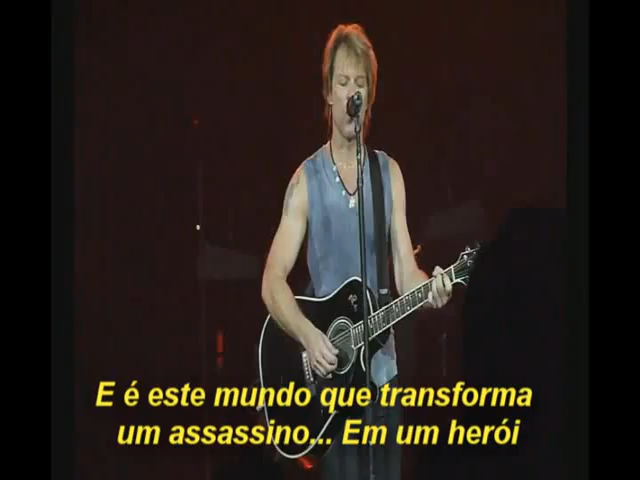 E é este mundo que transforma
um assassino... Em um herói